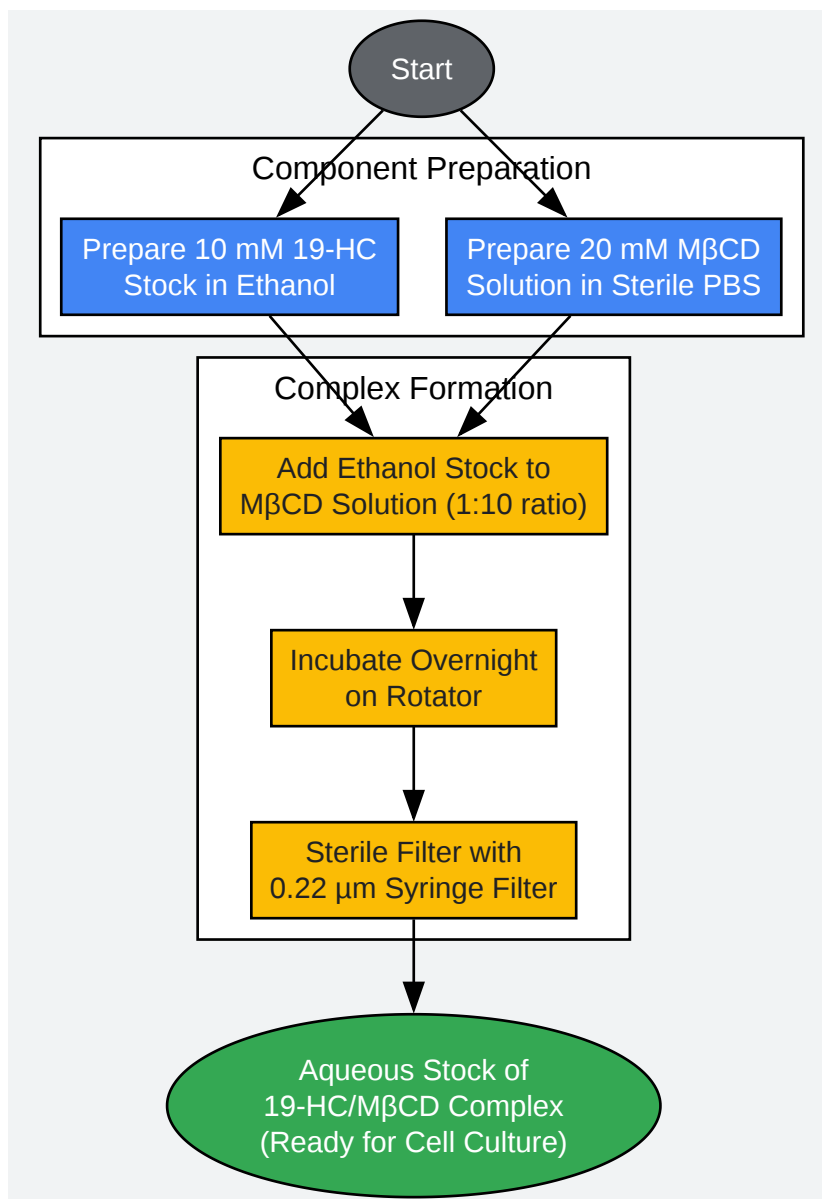 Start
Component Preparation
Prepare 10 mM 19-HC
Stock in Ethanol
Prepare 20 mM MβCD
Solution in Sterile PBS
Complex Formation
Add Ethanol Stock to
MβCD Solution (1:10 ratio)
Incubate Overnight
on Rotator
Sterile Filter with
0.22 µm Syringe Filter
Aqueous Stock of
19-HC/MβCD Complex
(Ready for Cell Culture)